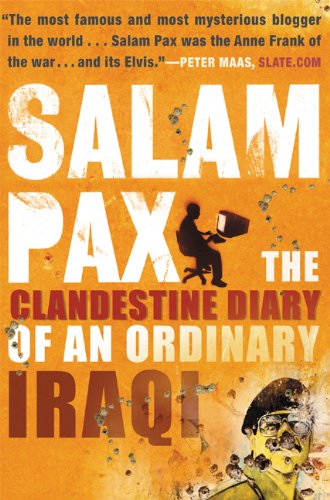 “The most famous and most mysterious blogger
in the world . . . Salam Pax was the Anne Frank of
the war . . . and its Elvis.”—PETER MAAS, SLATE.COM
SALAM
PAX
THE
CLANDESTINE DIARY
OF AN ORDINARY
IRAQI